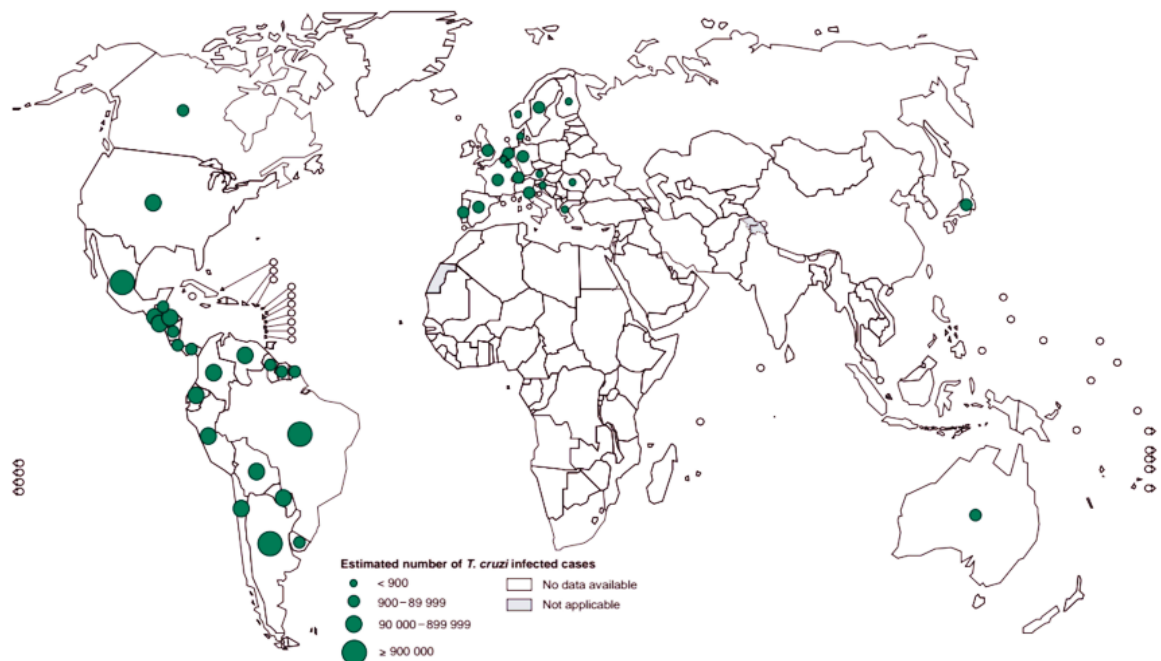 Estimated number of T. cruzi infected cases
< 900
900–89 999
90 000–899 999
≥ 900 000
No data available
Not applicable